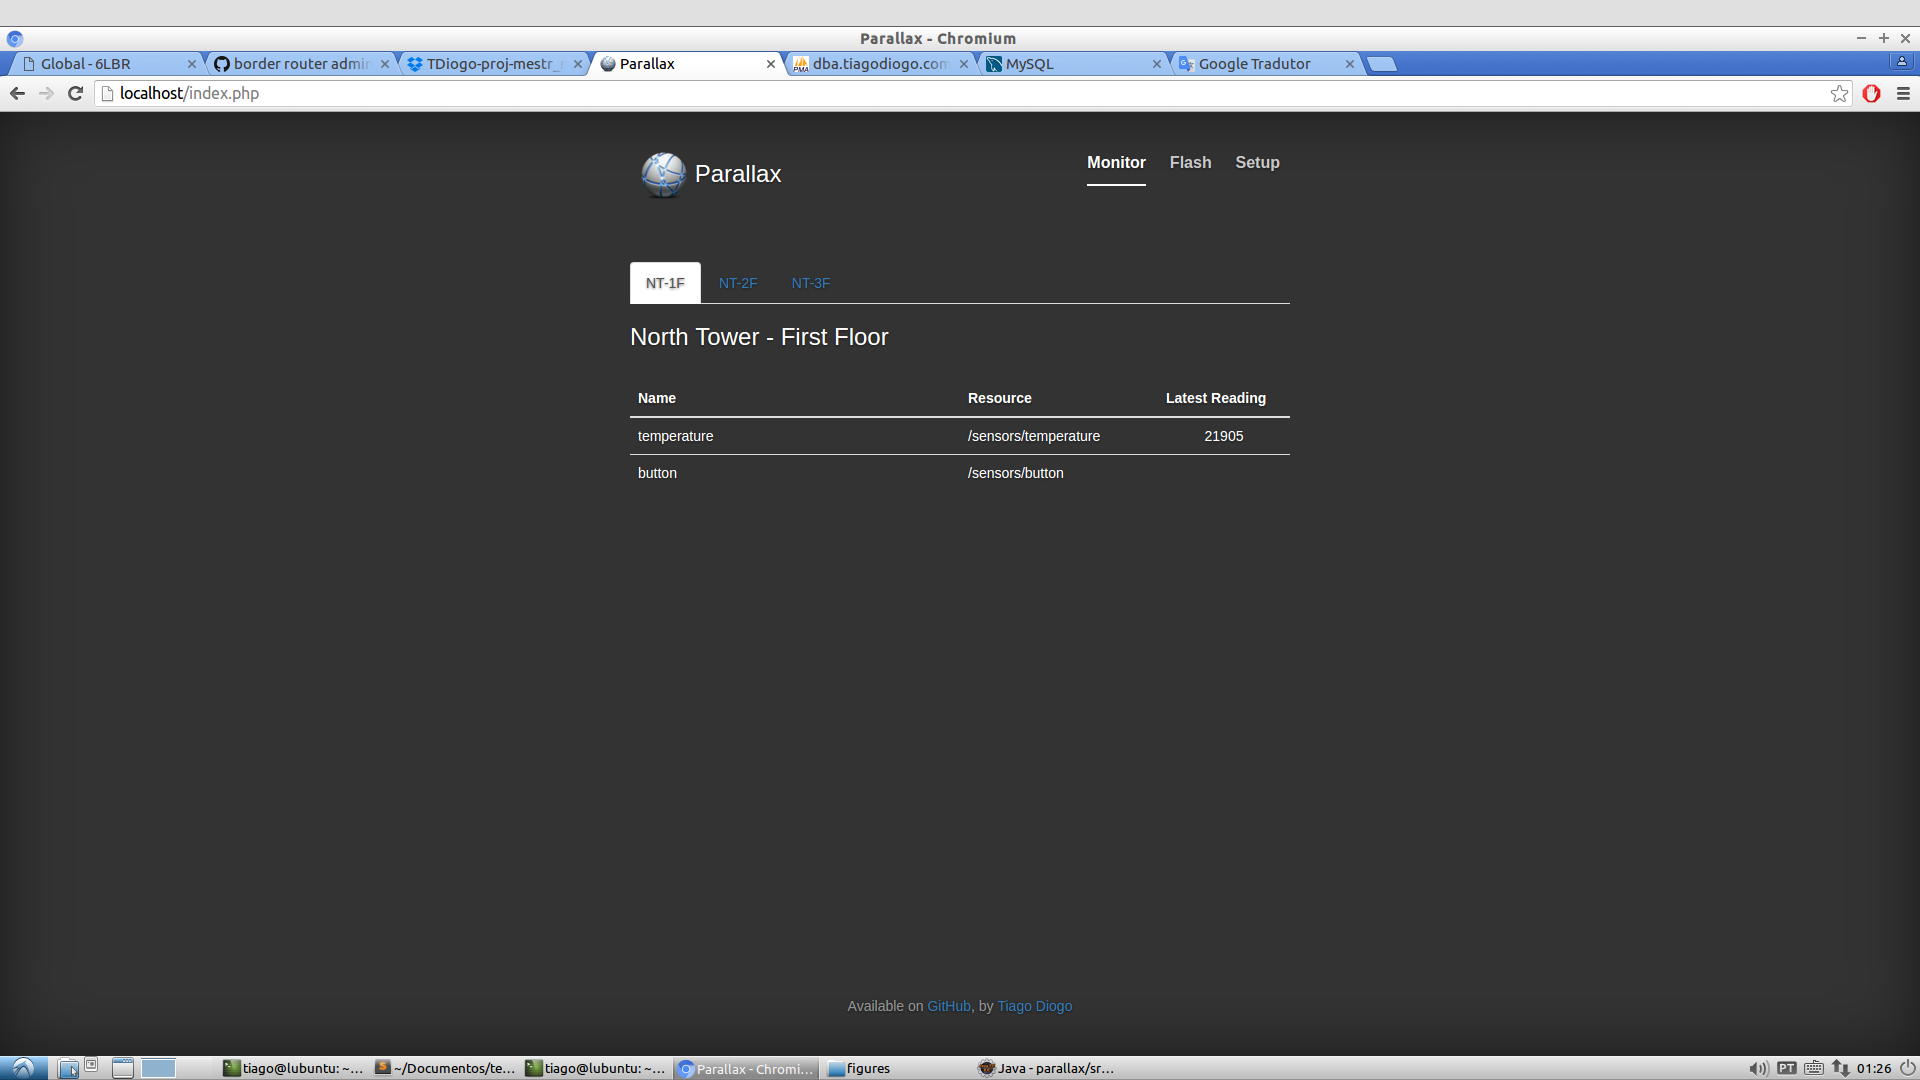 Parallax - Chromium
Global - 6LBR
border router admin
TDiogo-proj-mestr_
Parallax
dba.tiagodiogo.com
MySQL
Google Tradutor
localhost/index.php
Parallax
Monitor Flash Setup
NT-1F NT-2F NT-3F
North Tower - First Floor
Name Resource Latest Reading
temperature /sensors/temperature 21905
button /sensors/button
Available on GitHub, by Tiago Diogo
tiago@lubuntu: ~...
~/Documentos/te...
tiago@lubuntu: ~...
Parallax - Chromi...
figures
Java - parallax/sr...
PT
01:26